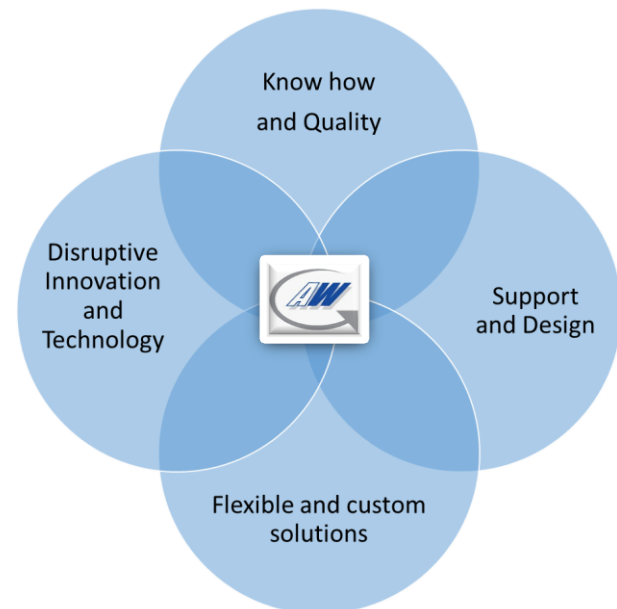 Know how
and Quality
Disruptive
Innovation
and
Technology
AW
Support
and Design
Flexible and custom
solutions